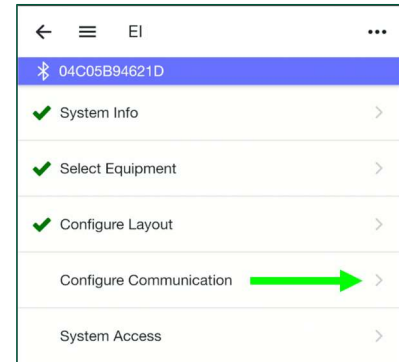 EI
04C05B94621D
System Info
Select Equipment
Configure Layout
Configure Communication
System Access